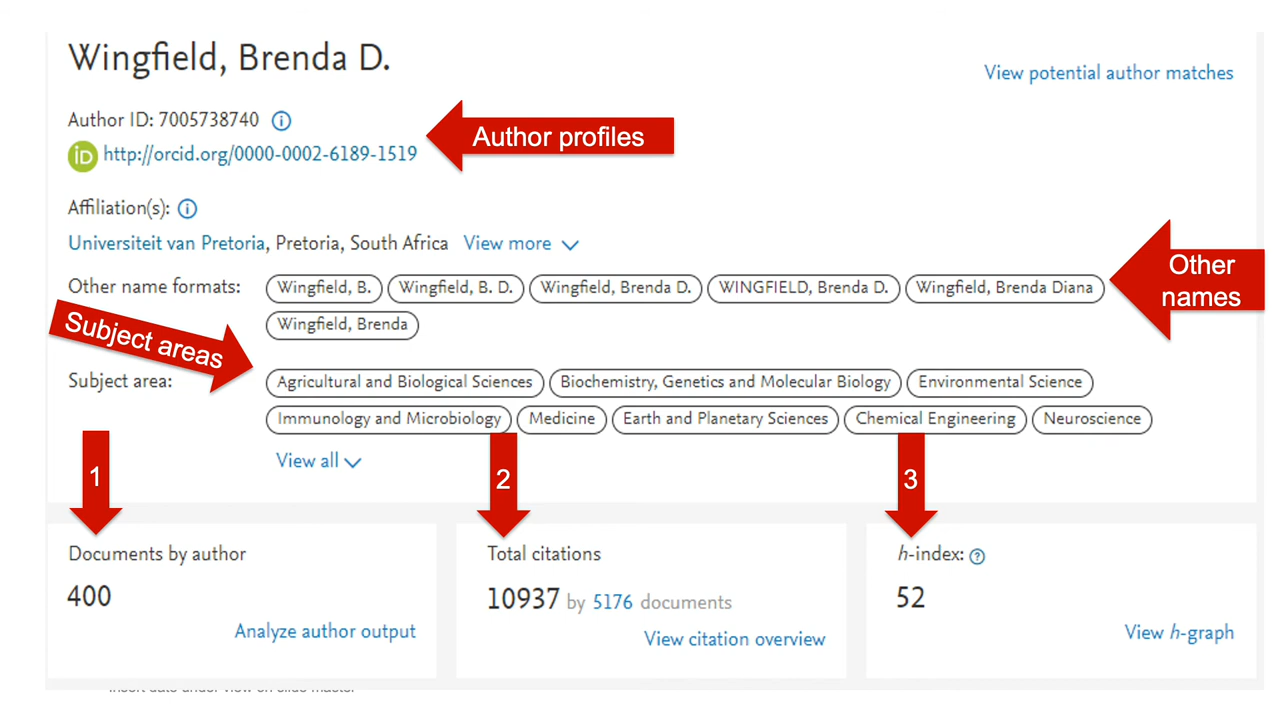 Wingfield, Brenda D.
View potential author matches
Author ID: 7005738740
Author profiles
iD http://orcid.org/0000-0002-6189-1519
Affiliation(s):
Universiteit van Pretoria, Pretoria, South Africa View more
Other names
Other name formats: Wingfield, B. Wingfield, B. D. Wingfield, Brenda D. WINGFIELD, Brenda D. Wingfield, Brenda Diana
Wingfield, Brenda
Subject areas
Subject area: Agricultural and Biological Sciences Biochemistry, Genetics and Molecular Biology Environmental Science
Immunology and Microbiology Medicine Earth and Planetary Sciences Chemical Engineering Neuroscience
View all
1 2 3
Documents by author
400
Analyze author output
Total citations
10937 by 5176 documents
View citation overview
h-index:
52
View h-graph